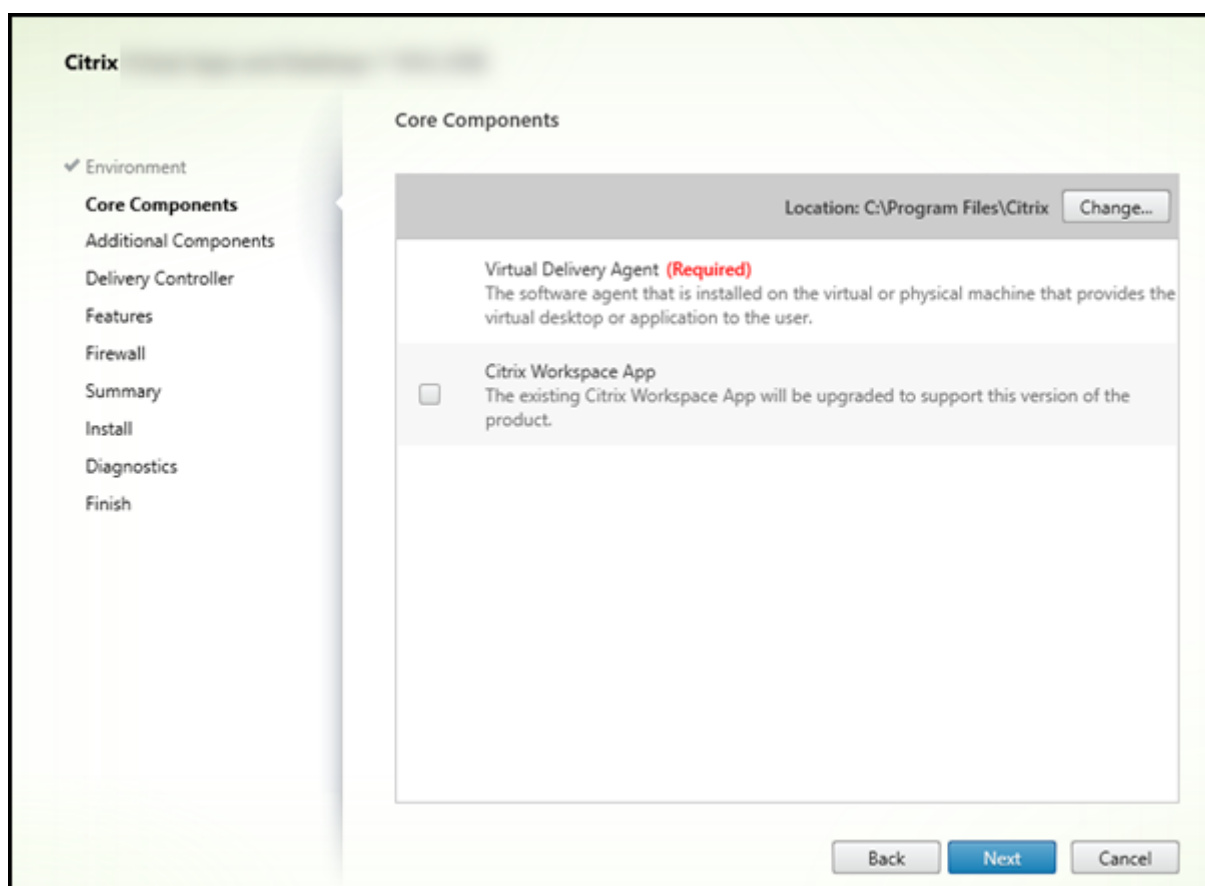 Citrix
Core Components
Environment
Core Components
Additional Components
Delivery Controller
Features
Firewall
Summary
Install
Diagnostics
Finish
Location: C:\Program Files\Citrix
Change...
Virtual Delivery Agent (Required)
The software agent that is installed on the virtual or physical machine that provides the
virtual desktop or application to the user.
Citrix Workspace App
The existing Citrix Workspace App will be upgraded to support this version of the
product.
Back
Next
Cancel